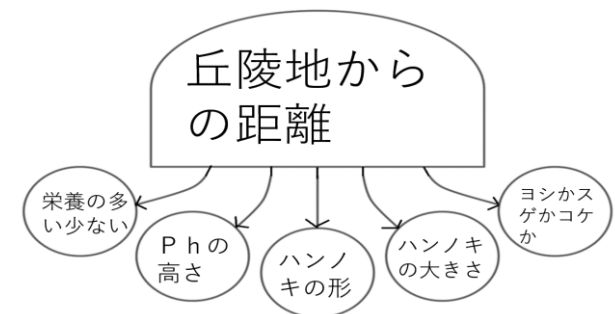 丘陵地から
の距離
栄養の多
い少ない
Ｐｈの
高さ
ハンノ
キの形
ハンノキ
の大きさ
ヨシかス
ゲかコケ
か